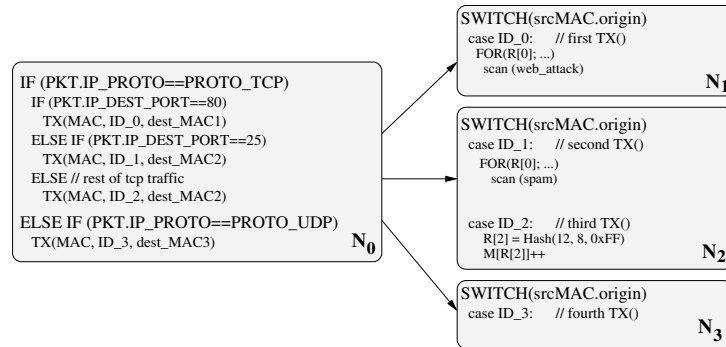 IF (PKT.IP_PROTO==PROTO_TCP)
IF (PKT.IP_DEST_PORT==80)
TX(MAC, ID_0, dest_MAC1)
ELSE IF (PKT.IP_DEST_PORT==25)
TX(MAC, ID_1, dest_MAC2)
ELSE // rest of tcp traffic
TX(MAC, ID_2, dest_MAC2)
ELSE IF (PKT.IP_PROTO==PROTO_UDP)
TX(MAC, ID_3, dest_MAC3)
N0
SWITCH(srcMAC.origin)
case ID_0: // first TX()
FOR(R[0]; ...)
scan (web_attack)
N1
SWITCH(srcMAC.origin)
case ID_1: // second TX()
FOR(R[0]; ...)
scan (spam)
case ID_2: // third TX()
R[2] = Hash(12, 8, 0xFF)
M[R[2]]++
N2
SWITCH(srcMAC.origin)
case ID_3: // fourth TX()
N3